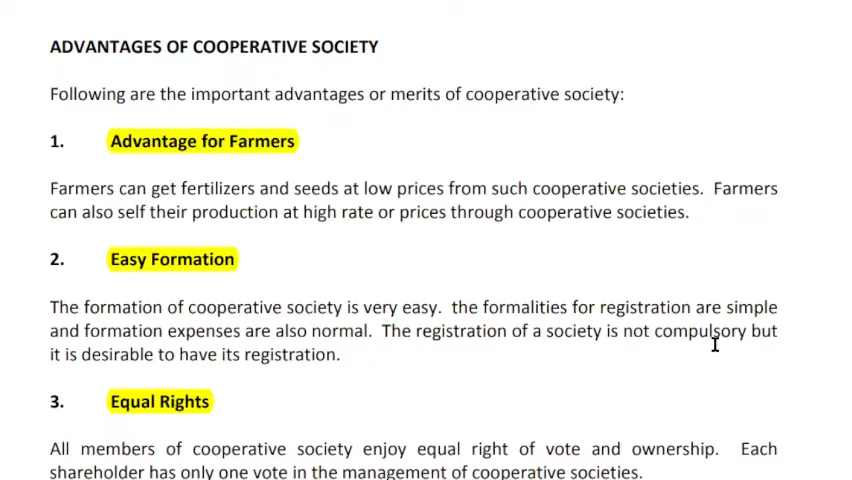 ADVANTAGES OF COOPERATIVE SOCIETY
Following are the important advantages or merits of cooperative society:
1. Advantage for Farmers
Farmers can get fertilizers and seeds at low prices from such cooperative societies. Farmers
can also self their production at high rate or prices through cooperative societies.
2. Easy Formation
The formation of cooperative society is very easy. the formalities for registration are simple
and formation expenses are also normal. The registration of a society is not compulsory but
it is desirable to have its registration.
3. Equal Rights
All members of cooperative society enjoy equal right of vote and ownership. Each
shareholder has only one vote in the management of cooperative societies.